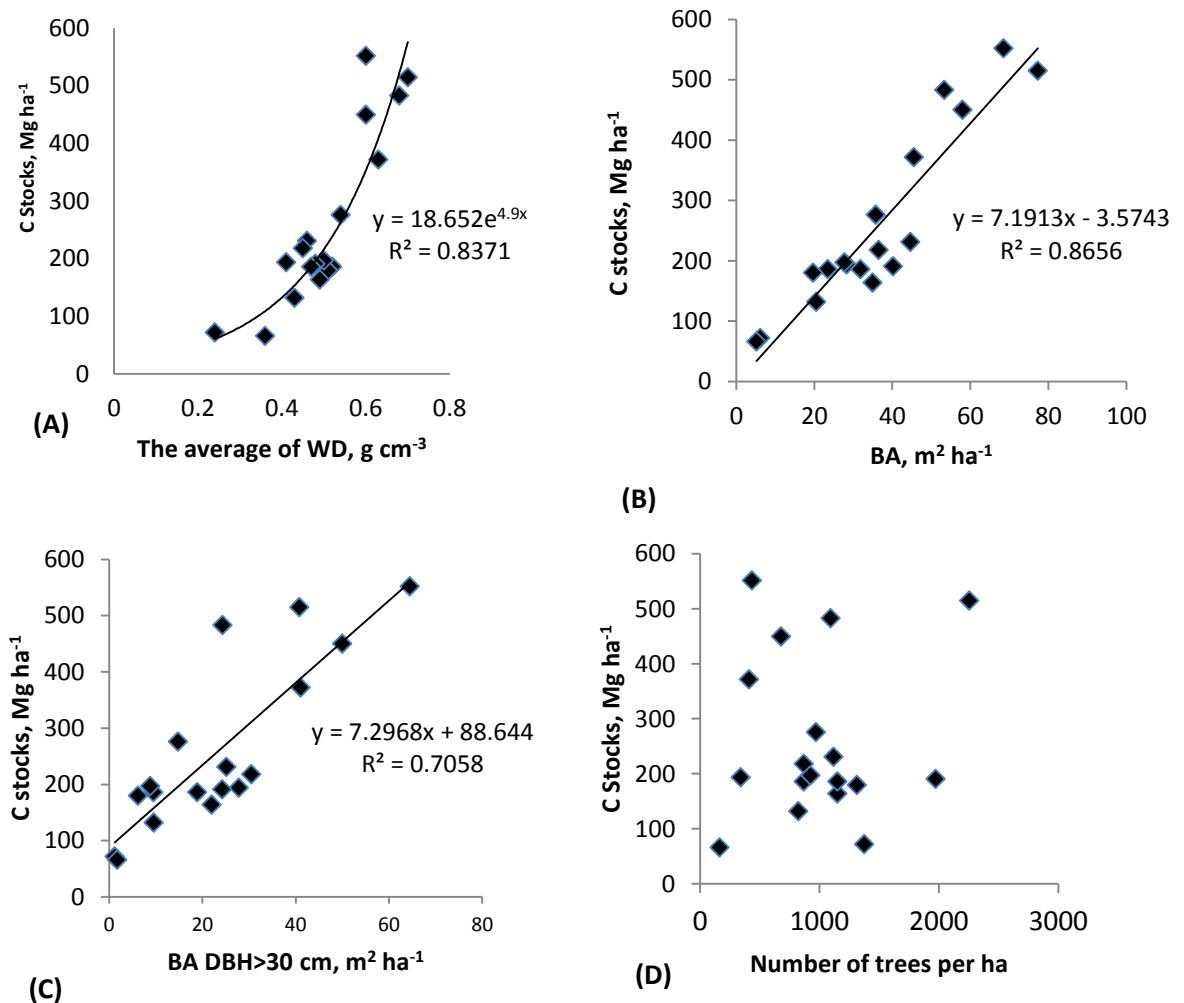 600
500
400
300
200
100
0
C Stocks, Mg ha-1
y = 18.652e4.9x
R² = 0.8371
0 0.2 0.4 0.6 0.8
(A)
The average of WD, g cm-3
600
500
400
300
200
100
0
C stocks, Mg ha-1
y = 7.1913x - 3.5743
R² = 0.8656
0 20 40 60 80 100
BA, m2 ha-1
(B)
600
500
400
300
200
100
0
C stocks, Mg ha-1
y = 7.2968x + 88.644
R² = 0.7058
0 20 40 60 80
BA DBH>30 cm, m2 ha-1
(C)
600
500
400
300
200
100
0
C Stocks, Mg ha-1
0 1000 2000 3000
Number of trees per ha
(D)